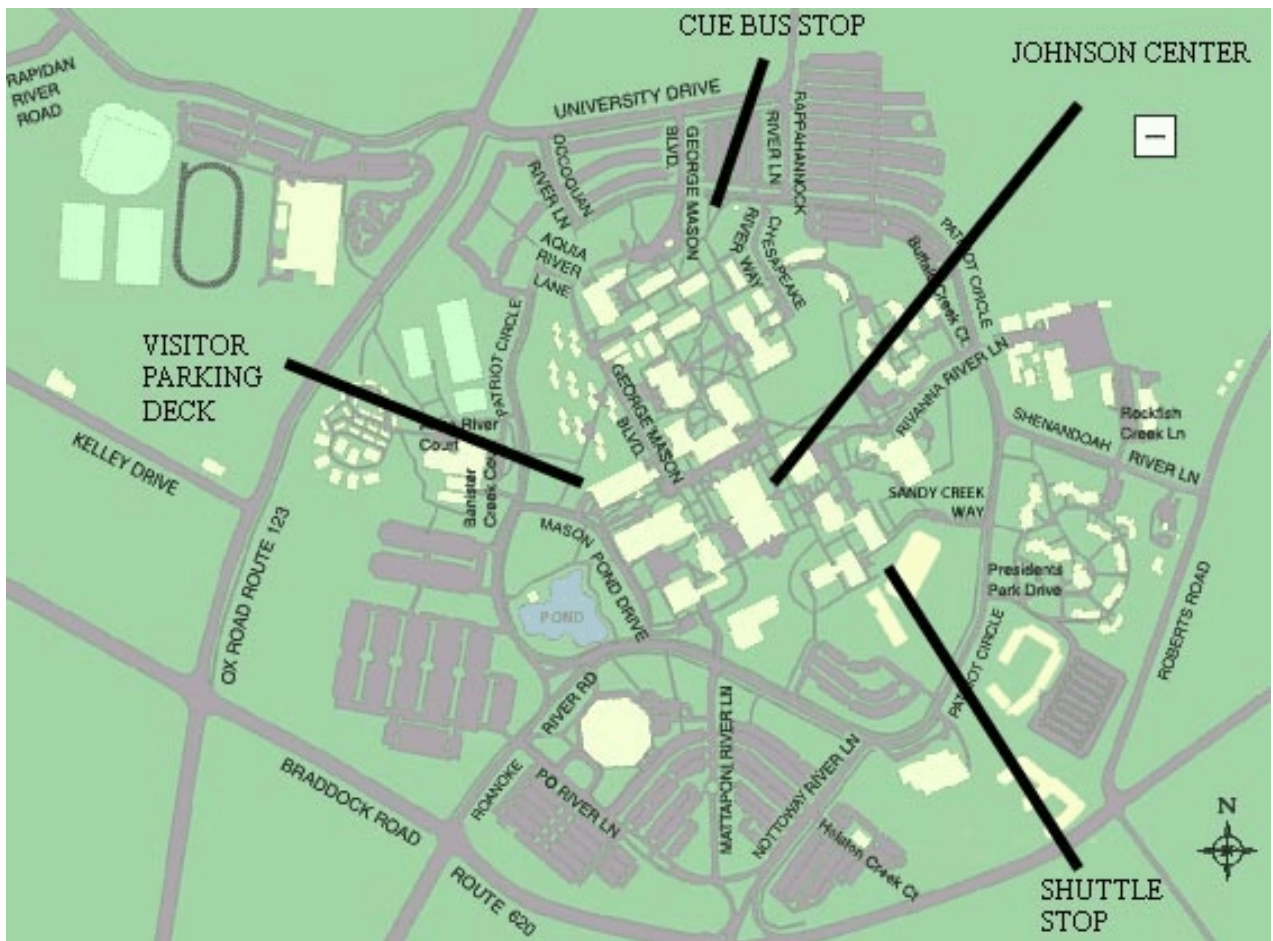 CUE BUS STOP
JOHNSON CENTER
RAPIDAN
RIVER
ROAD
UNIVERSITY DRIVE
OCCOQUAN
RIVER LN
GEORGE MASON
BLVD.
RIVER LN
RAPPAHANNOCK
AQUIA
RIVER
LANE
CHESAPEAKE
RIVER WAY
PATRIOT CIRCLE
Buffalo Creek Ct
VISITOR
PARKING
DECK
PATRIOT CIRCLE
GEORGE MASON
BLVD.
RIVANNA RIVER LN
SHENANDOAH
RIVER LN
Rockfish
Creek Ln
River
Court
Banister
Creek
KELLEY DRIVE
OX ROAD ROUTE 123
SANDY CREEK
WAY
MASON POND DRIVE
POND
Presidents
Park Drive
PATRIOT CIRCLE
ROBERTS ROAD
ROANOKE
RIVER RD
PO RIVER LN
MATTAPONI RIVER LN
NOTTOWAY RIVER LN
Holston Creek Ct
BRADDOCK ROAD
ROUTE 620
N
SHUTTLE
STOP